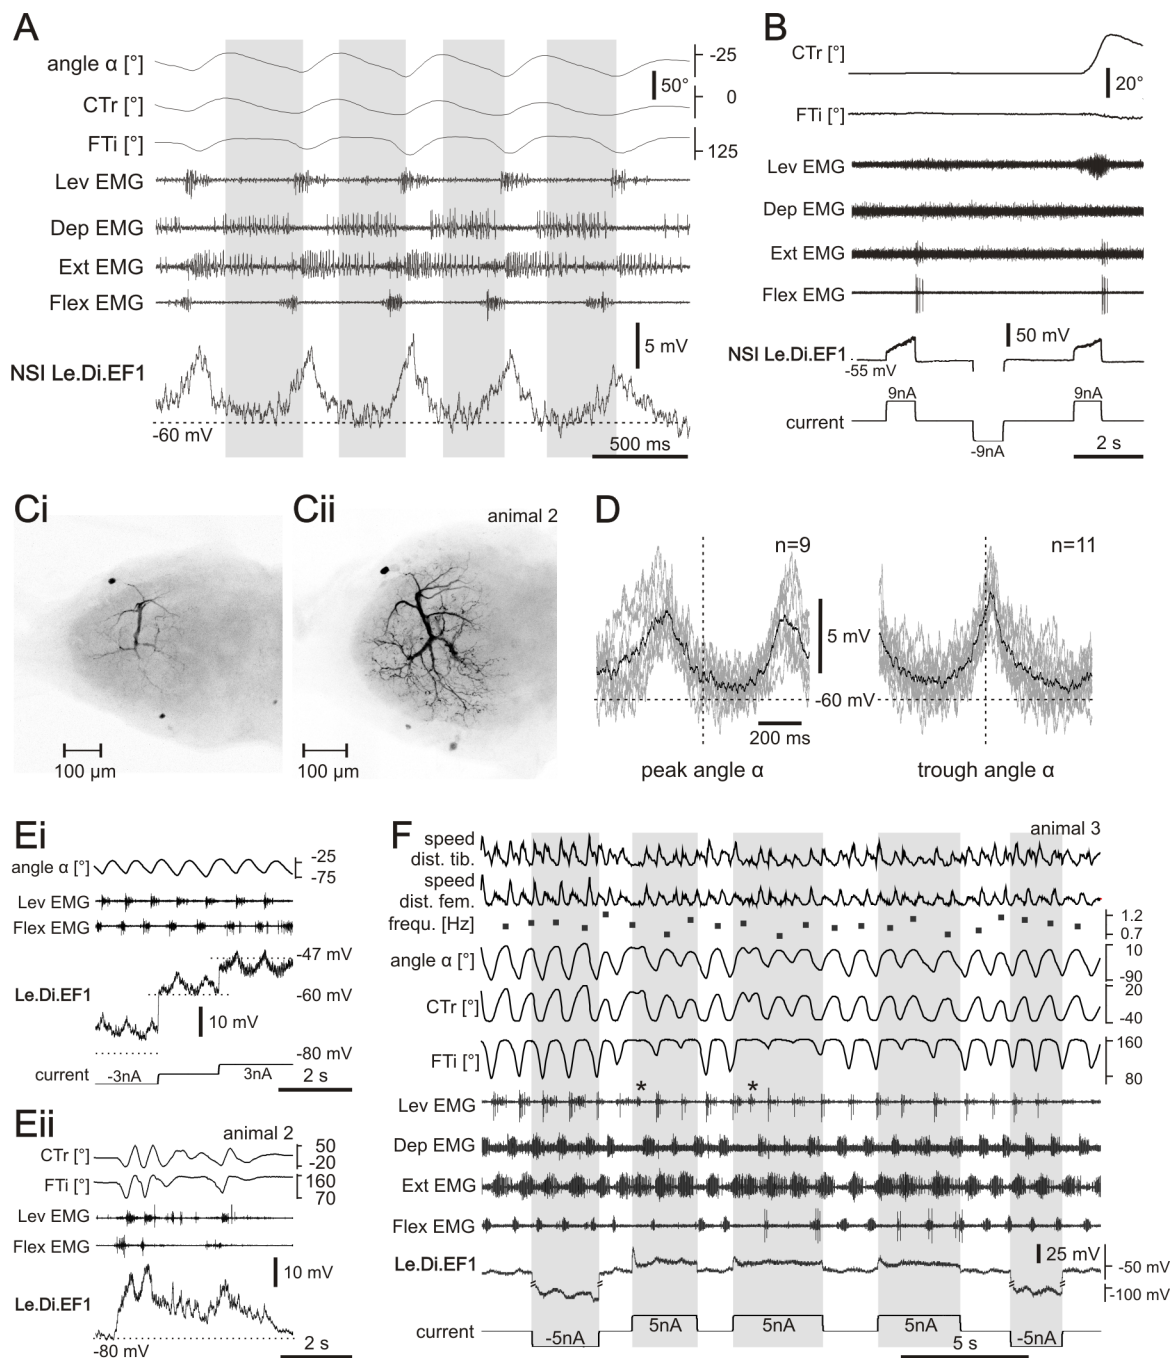 A
angle α [°]
-25
50°
CTr [°]
0
FTi [°]
125
Lev EMG
Dep EMG
Ext EMG
Flex EMG
5 mV
NSI Le.Di.EF1
-60 mV
500 ms
B
CTr [°]
20°
FTi [°]
Lev EMG
Dep EMG
Ext EMG
Flex EMG
50 mV
NSI Le.Di.EF1
-55 mV
9nA
9nA
current
-9nA
2 s
Ci
100 µm
Cii
animal 2
100 µm
D
n=9
n=11
5 mV
-60 mV
200 ms
peak angle α
trough angle α
Ei
angle α [°]
-25
-75
Lev EMG
Flex EMG
-47 mV
Le.Di.EF1
-60 mV
10 mV
-80 mV
current
-3nA
3nA
2 s
Eii
animal 2
CTr [°]
50
-20
FTi [°]
160
70
Lev EMG
Flex EMG
10 mV
Le.Di.EF1
-80 mV
2 s
F
animal 3
speed
dist. tib.
speed
dist. fem.
frequ. [Hz]
1.2
0.7
angle α [°]
10
-90
CTr [°]
20
-40
FTi [°]
160
80
* *
Lev EMG
Dep EMG
Ext EMG
Flex EMG
25 mV
Le.Di.EF1
-50 mV
-100 mV
current
-5nA
5nA
5nA
5nA
-5nA
5 s